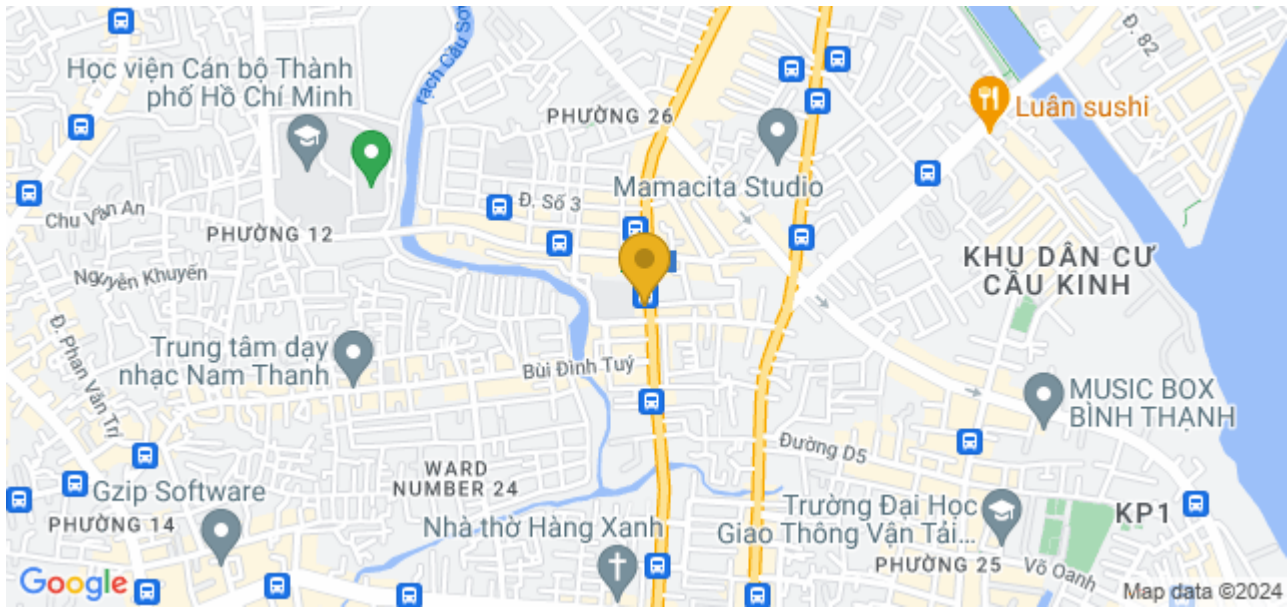 Đ. 82
rạch Cầu Sơ
Học viện Cán bộ Thành
phố Hồ Chí Minh
PHƯỜNG 26
Luân sushi
Mamacita Studio
Đ. Số 3
Chu Văn An
PHƯỜNG 12
KHU DÂN CƯ
CẦU KINH
Nguyễn Khuyến
Đ. Phan Văn Trị
Trung tâm dạy
nhạc Nam Thanh
Bùi Đình Tuý
MUSIC BOX
BÌNH THẠNH
Đường D5
WARD
NUMBER 24
Gzip Software
PHƯỜNG 14
Nhà thờ Hàng Xanh
Trường Đại Học
Giao Thông Vận Tải...
KP1
PHƯỜNG 25
Võ Oanh
Google
Map data ©2024